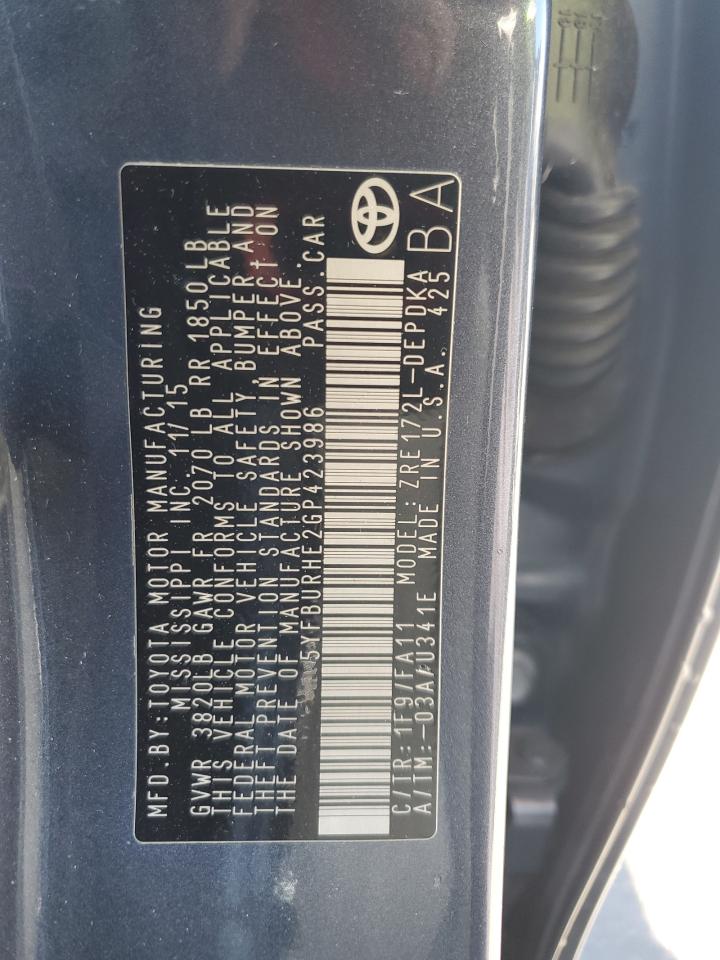 MFD.BY:TOYOTA MOTOR MANUFACTURING
MISSISSIPPI INC.11/15
GVWR 3820LB GAWR FR 2070 LB RR 1850 LB
THIS VEHICLE CONFORMS TO ALL APPLICABLE
FEDERAL MOTOR VEHICLE SAFETY, BUMPER AND
THEFT PREVENTION STANDARDS IN EFFECT ON
THE DATE OF MANUFACTURE SHOWN ABOVE.
5YFBURHE2GP423986 PASS.CAR
C/TR: 1F9/FA11 MODEL: ZRE172L-DEPDKA
A/TM:-03A/U341E MADE IN U.S.A. 425
BA